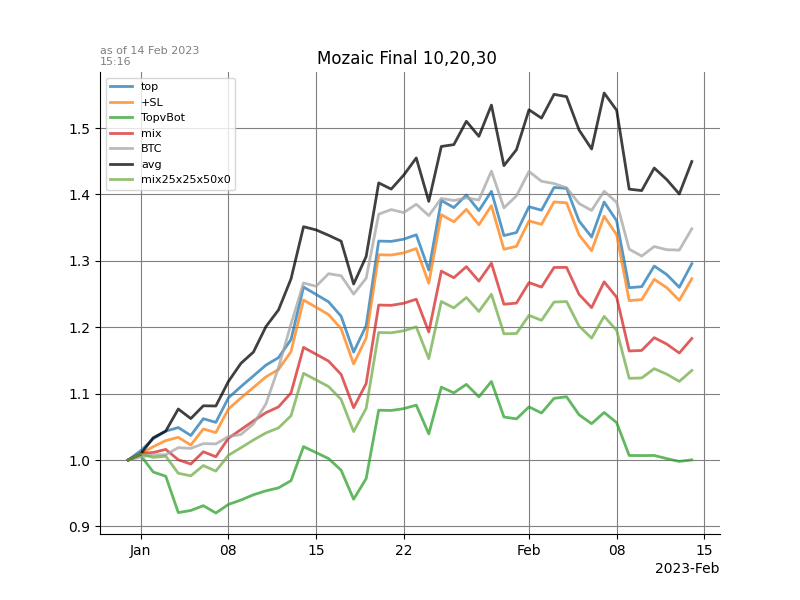 as of 14 Feb 2023
15:16
Mozaic Final 10,20,30
top
+SL
TopvBot
mix
BTC
avg
mix25x25x50x0
1.5
1.4
1.3
1.2
1.1
1.0
0.9
Jan 08 15 22 Feb 08 15
2023-Feb